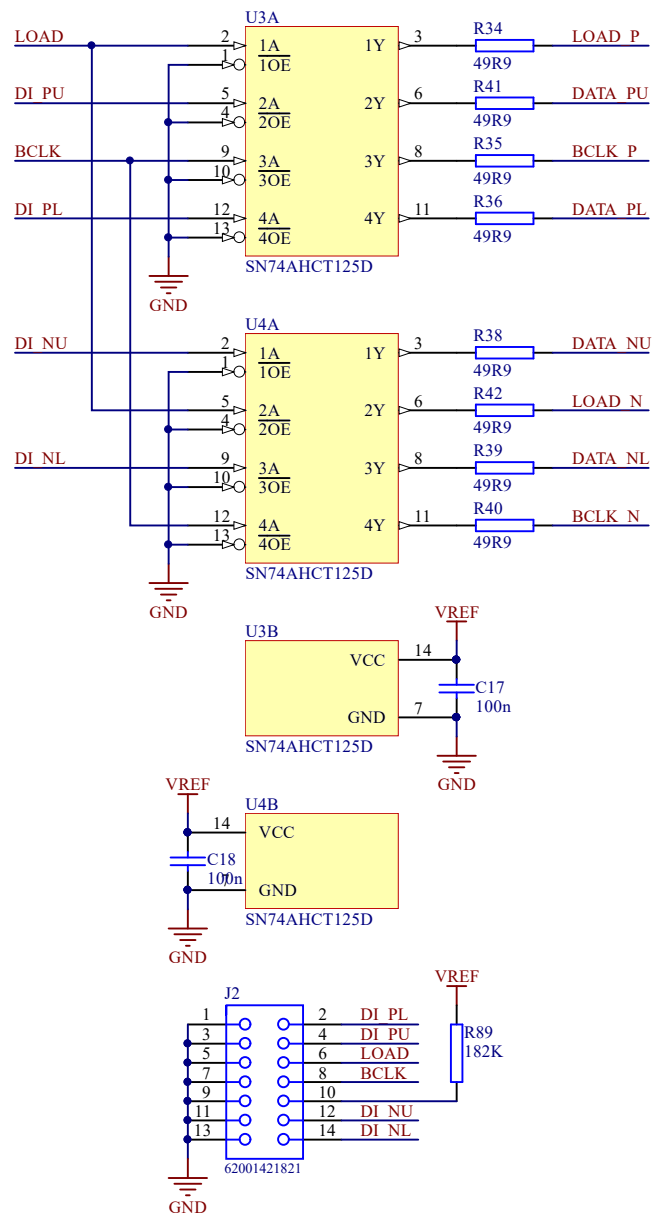 U3A
LOAD 2 1A 1Y 3 R34 49R9 LOAD_P
1 1OE
DI_PU 5 2A 2Y 6 R41 49R9 DATA_PU
4 2OE
BCLK 9 3A 3Y 8 R35 49R9 BCLK_P
10 3OE
DI_PL 12 4A 4Y 11 R36 49R9 DATA_PL
13 4OE
SN74AHCT125D
GND
U4A
DI_NU 2 1A 1Y 3 R38 49R9 DATA_NU
1 1OE
5 2A 2Y 6 R42 49R9 LOAD_N
4 2OE
DI_NL 9 3A 3Y 8 R39 49R9 DATA_NL
10 3OE
12 4A 4Y 11 R40 49R9 BCLK_N
13 4OE
SN74AHCT125D
GND
VREF
U3B
VCC 14
C17
100n
GND 7
SN74AHCT125D
GND
VREF
U4B
14 VCC
C18
100n
7 GND
SN74AHCT125D
GND
VREF
J2
1 2 DI_PL
3 4 DI_PU
R89
182K
5 6 LOAD
7 8 BCLK
9 10
11 12 DI_NU
13 14 DI_NL
62001421821
GND